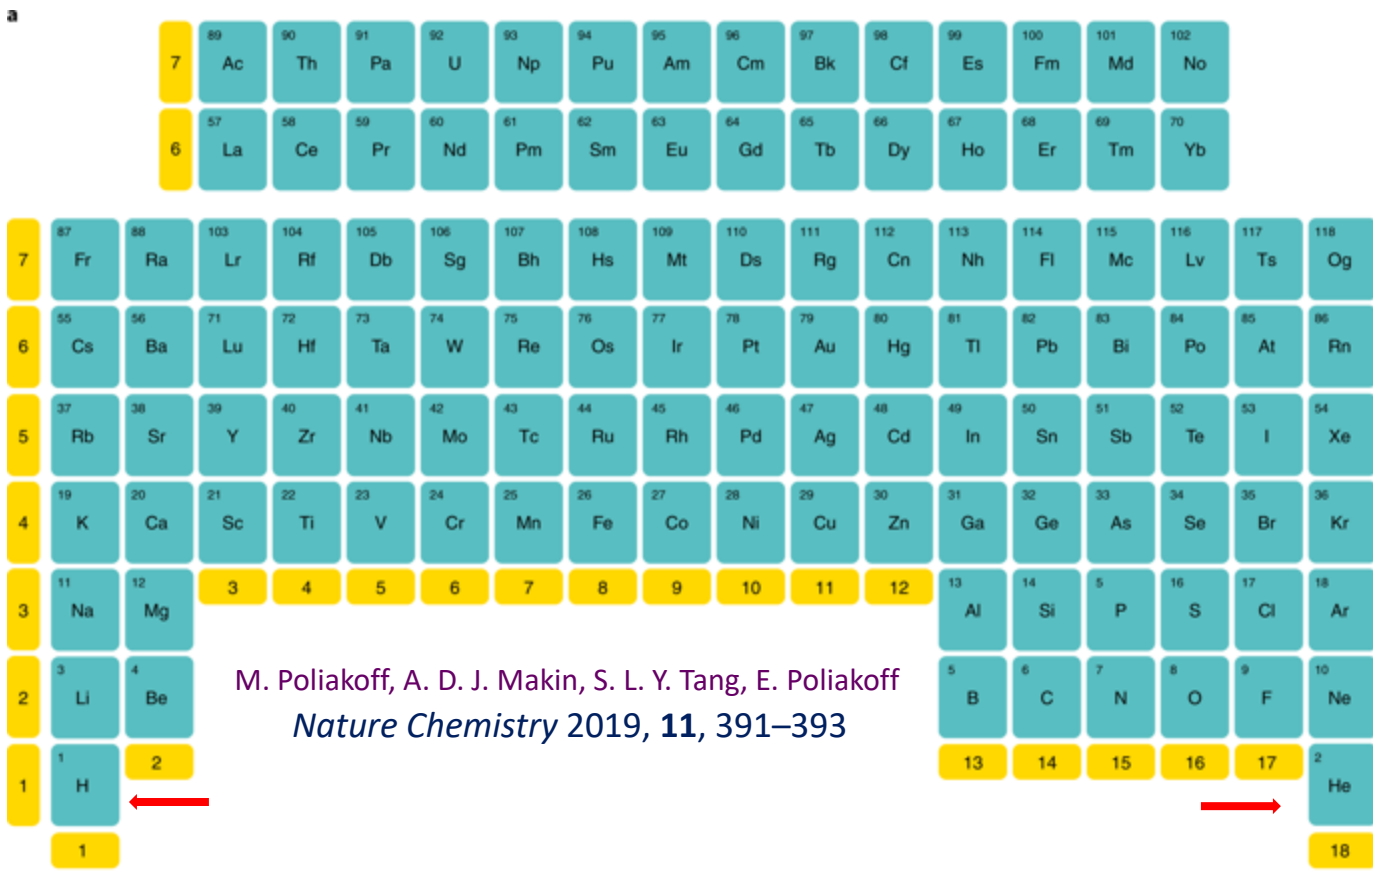 a
7 89 Ac 90 Th 91 Pa 92 U 93 Np 94 Pu 95 Am 96 Cm 97 Bk 98 Cf 99 Es 100 Fm 101 Md 102 No
6 57 La 58 Ce 59 Pr 60 Nd 61 Pm 62 Sm 63 Eu 64 Gd 65 Tb 66 Dy 67 Ho 68 Er 69 Tm 70 Yb
7 87 Fr 88 Ra 103 Lr 104 Rf 105 Db 106 Sg 107 Bh 108 Hs 109 Mt 110 Ds 111 Rg 112 Cn 113 Nh 114 Fl 115 Mc 116 Lv 117 Ts 118 Og
6 55 Cs 56 Ba 71 Lu 72 Hf 73 Ta 74 W 75 Re 76 Os 77 Ir 78 Pt 79 Au 80 Hg 81 Tl 82 Pb 83 Bi 84 Po 85 At 86 Rn
5 37 Rb 38 Sr 39 Y 40 Zr 41 Nb 42 Mo 43 Tc 44 Ru 45 Rh 46 Pd 47 Ag 48 Cd 49 In 50 Sn 51 Sb 52 Te 53 I 54 Xe
4 19 K 20 Ca 21 Sc 22 Ti 23 V 24 Cr 25 Mn 26 Fe 27 Co 28 Ni 29 Cu 30 Zn 31 Ga 32 Ge 33 As 34 Se 35 Br 36 Kr
3 11 Na 12 Mg 3 4 5 6 7 8 9 10 11 12 13 Al 14 Si 5 P 16 S 17 Cl 18 Ar
2 3 Li 4 Be 5 B 6 C 7 N 8 O 9 F 10 Ne
M. Poliakoff, A. D. J. Makin, S. L. Y. Tang, E. Poliakoff
Nature Chemistry 2019, 11, 391–393
1 1 H 2 13 14 15 16 17 2 He
1 18